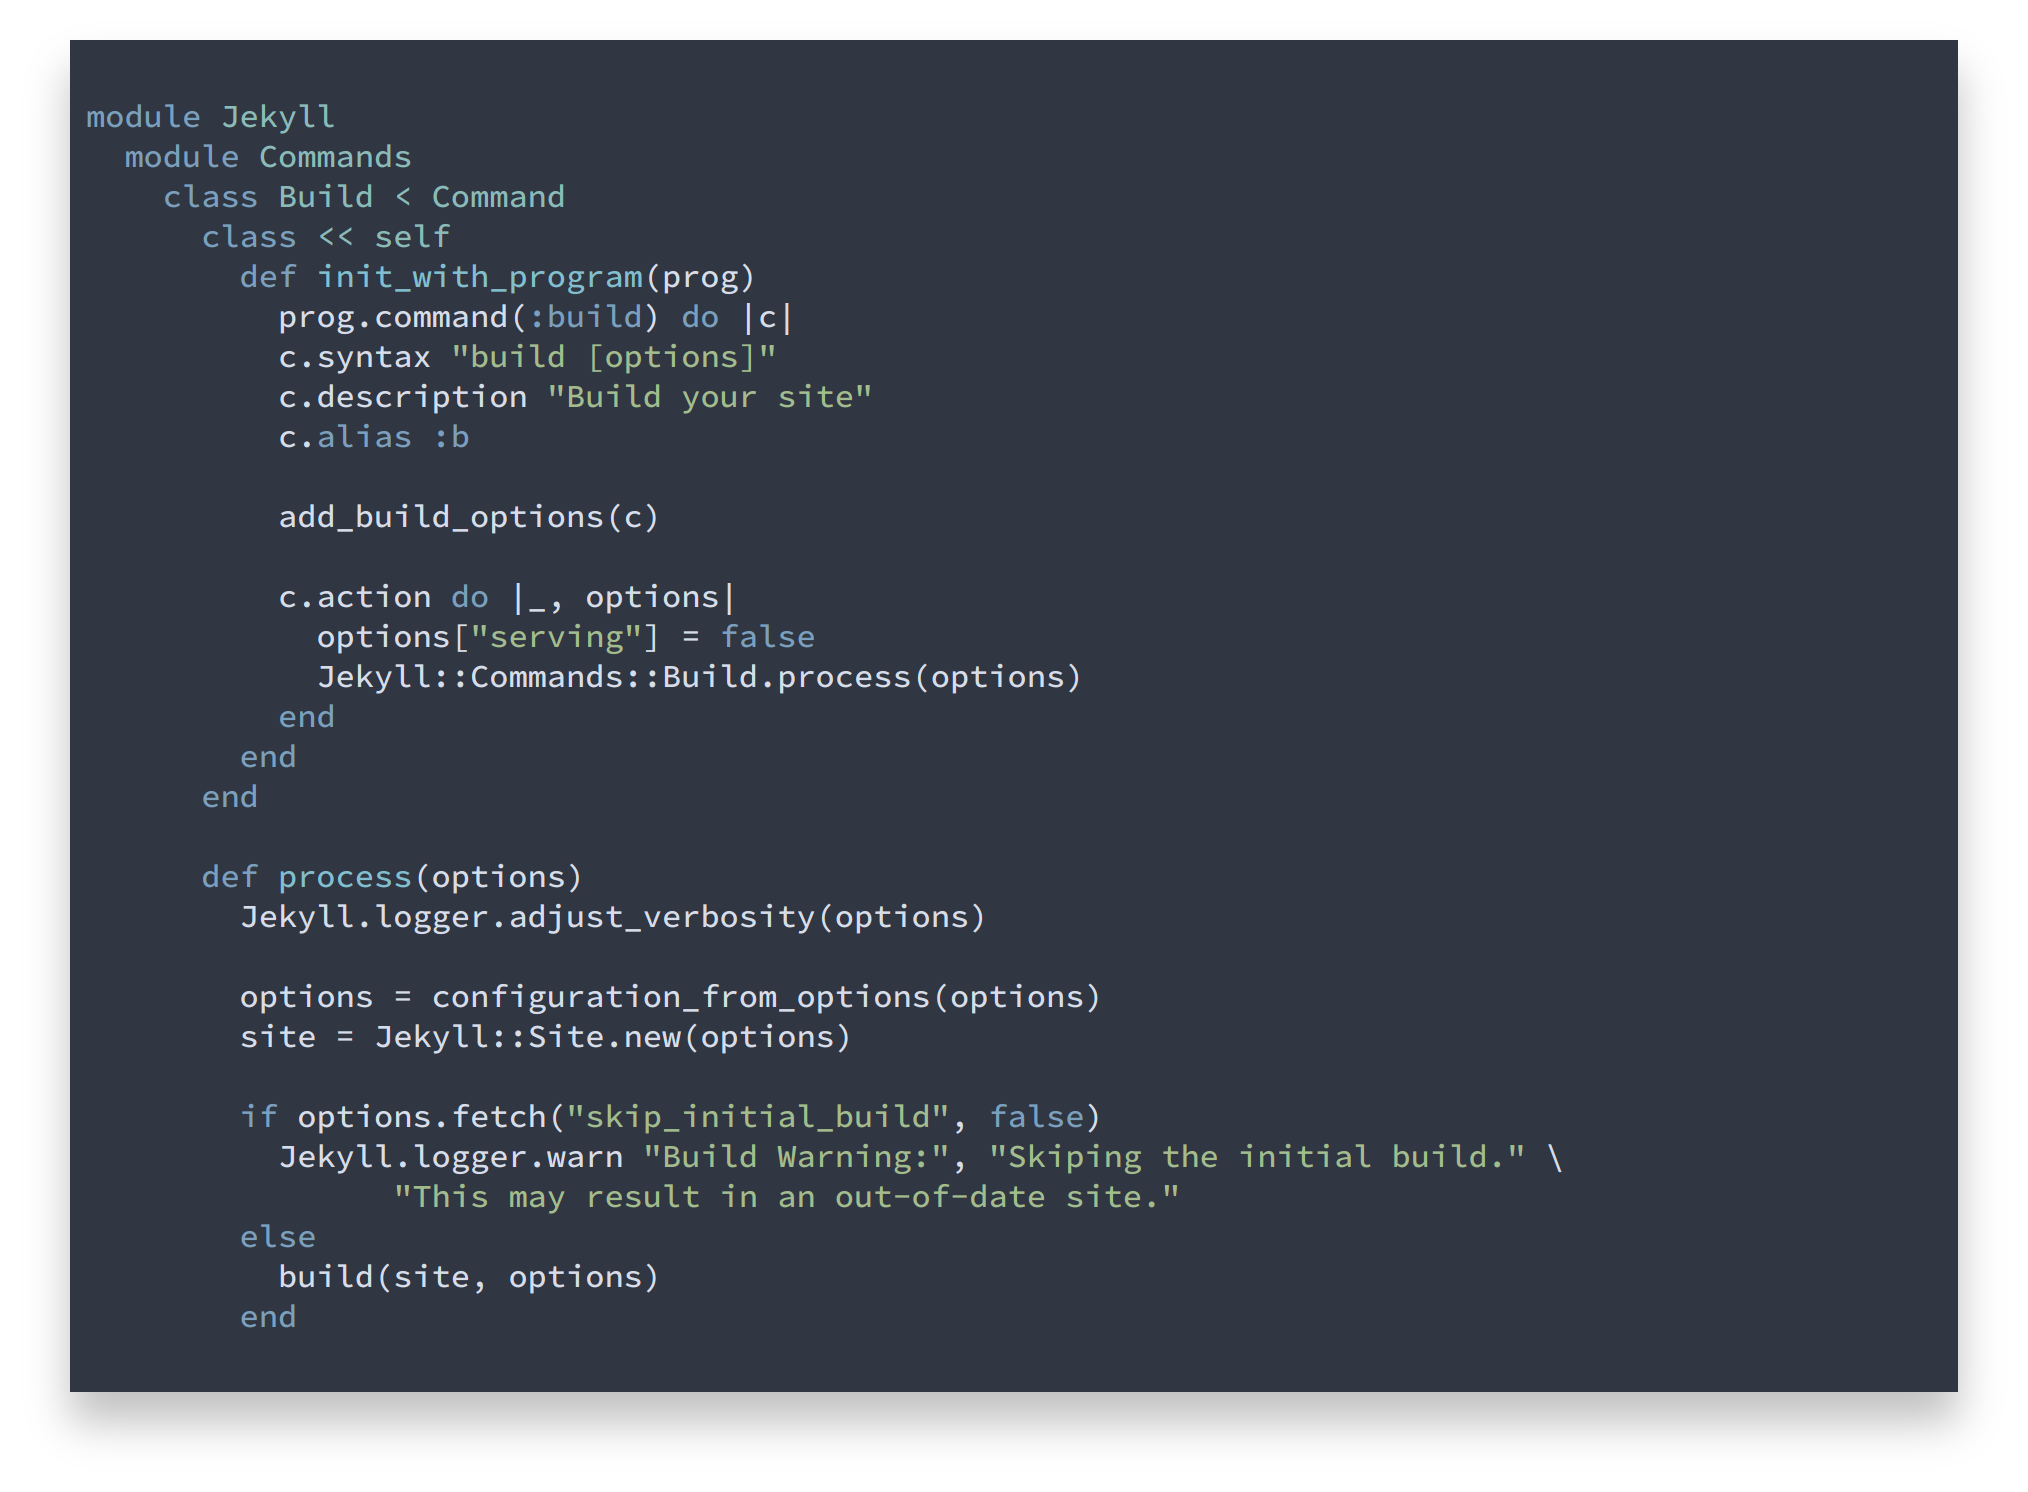 module Jekyll
  module Commands
    class Build < Command
      class << self
        def init_with_program(prog)
          prog.command(:build) do |c|
          c.syntax "build [options]"
          c.description "Build your site"
          c.alias :b

          add_build_options(c)

          c.action do |_, options|
            options["serving"] = false
            Jekyll::Commands::Build.process(options)
          end
        end
      end

      def process(options)
        Jekyll.logger.adjust_verbosity(options)

        options = configuration_from_options(options)
        site = Jekyll::Site.new(options)

        if options.fetch("skip_initial_build", false)
          Jekyll.logger.warn "Build Warning:", "Skiping the initial build." \
                "This may result in an out-of-date site."
        else
          build(site, options)
        end